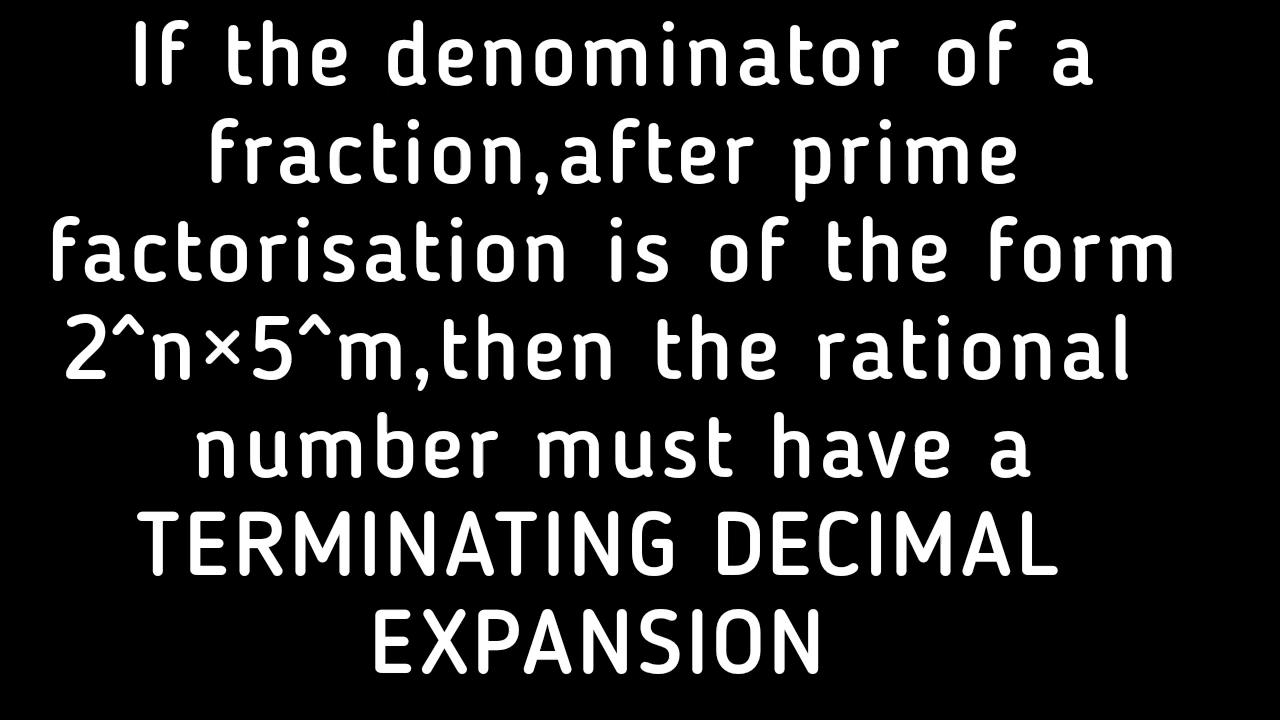 If the denominator of a
fraction,after prime
factorisation is of the form
2^n×5^m,then the rational
number must have a
TERMINATING DECIMAL
EXPANSION